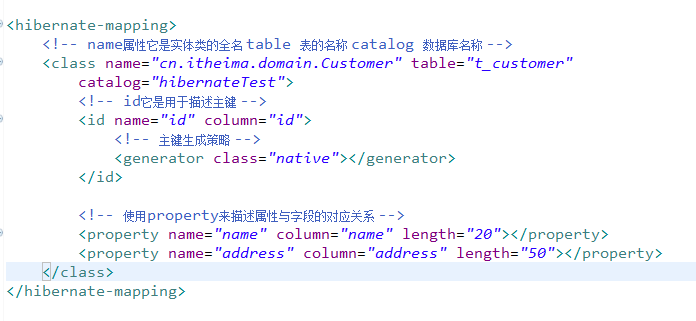 <hibernate-mapping>
<!-- name属性它是实体类的全名 table 表的名称 catalog 数据库名称 -->
<class name="cn.itheima.domain.Customer" table="t_customer"
catalog="hibernateTest">
<!-- id它是用于描述主键 -->
<id name="id" column="id">
<!-- 主键生成策略 -->
<generator class="native"></generator>
</id>
<!-- 使用property来描述属性与字段的对应关系 -->
<property name="name" column="name" length="20"></property>
<property name="address" column="address" length="50"></property>
</class>
</hibernate-mapping>